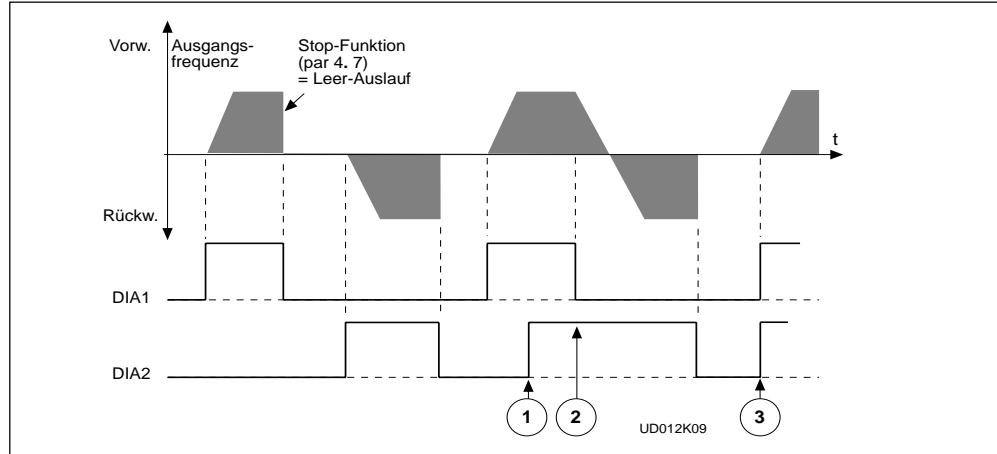 Vorw.
Ausgangs-
frequenz
Stop-Funktion
(par 4. 7)
= Leer-Auslauf
t
Rückw.
DIA1
DIA2
1
2
3
UD012K09